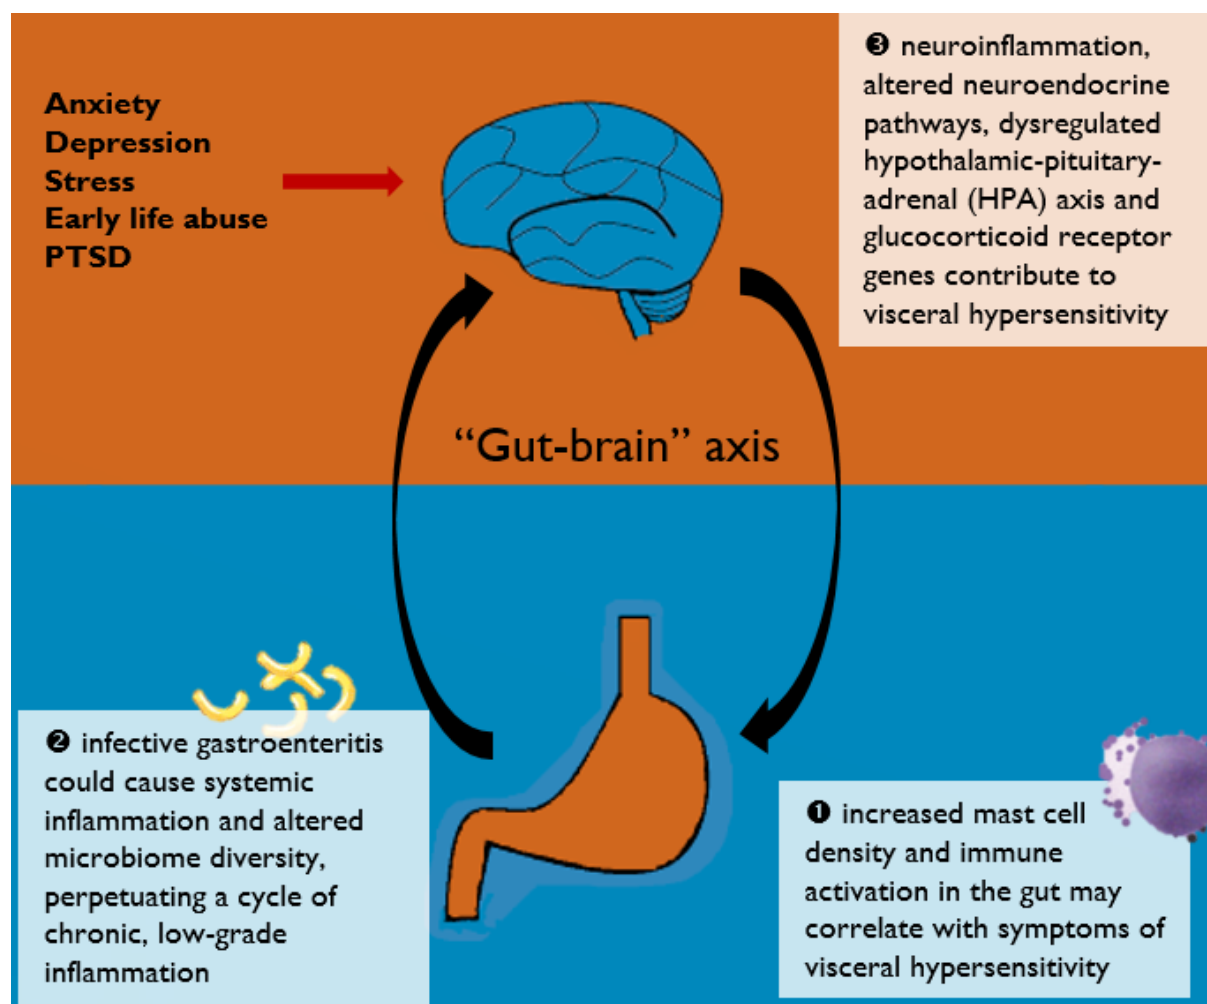 Anxiety
Depression
Stress
Early life abuse
PTSD
❸ neuroinflammation,
altered neuroendocrine
pathways, dysregulated
hypothalamic-pituitary-
adrenal (HPA) axis and
glucocorticoid receptor
genes contribute to
visceral hypersensitivity
“Gut-brain” axis
❷ infective gastroenteritis
could cause systemic
inflammation and altered
microbiome diversity,
perpetuating a cycle of
chronic, low-grade
inflammation
❶ increased mast cell
density and immune
activation in the gut may
correlate with symptoms of
visceral hypersensitivity